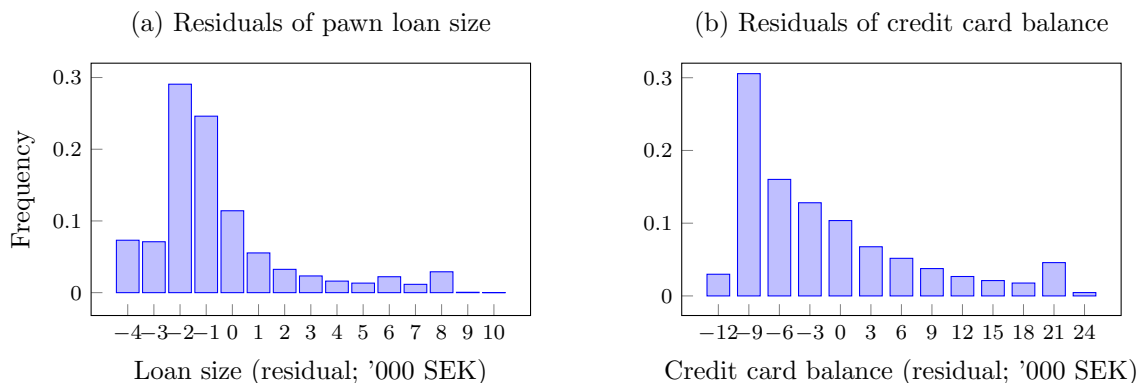 (a) Residuals of pawn loan size
0.3
0.2
0.1
0
Frequency
−4 −3 −2 −1 0 1 2 3 4 5 6 7 8 9 10
Loan size (residual; ’000 SEK)
(b) Residuals of credit card balance
0.3
0.2
0.1
0
−12 −9 −6 −3 0 3 6 9 12 15 18 21 24
Credit card balance (residual; ’000 SEK)